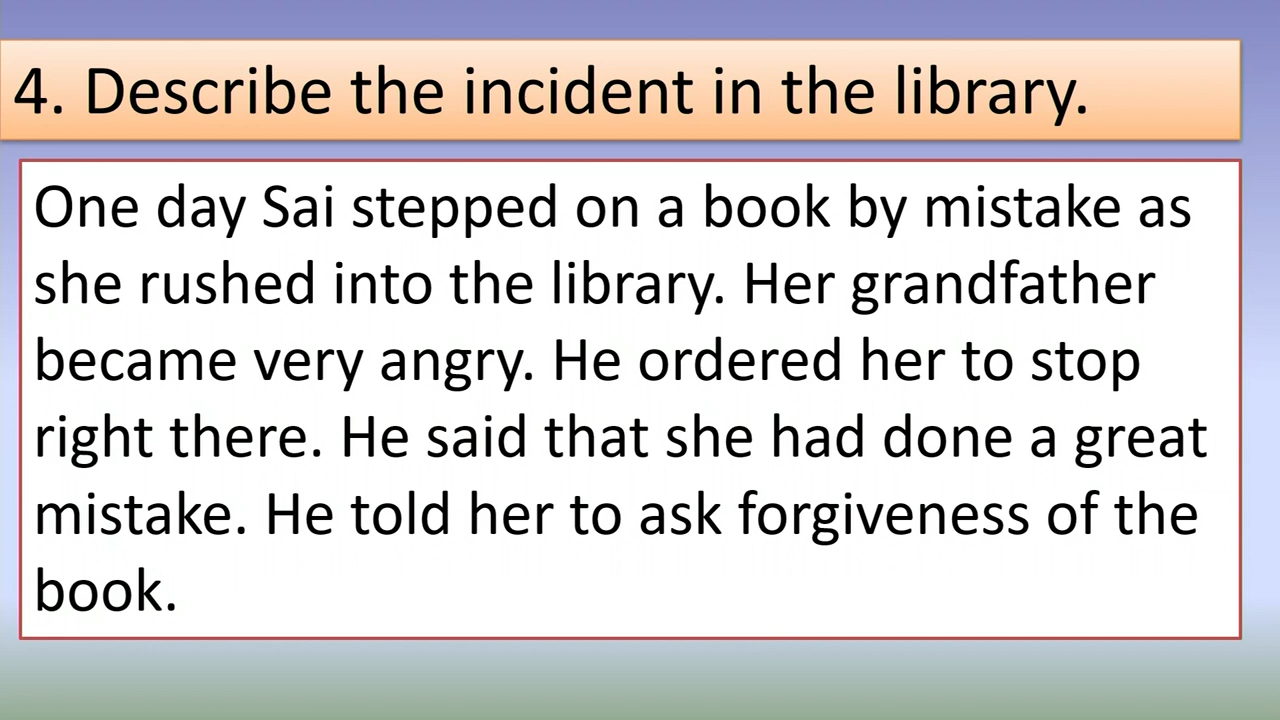 4. Describe the incident in the library.
One day Sai stepped on a book by mistake as
she rushed into the library. Her grandfather
became very angry. He ordered her to stop
right there. He said that she had done a great
mistake. He told her to ask forgiveness of the
book.